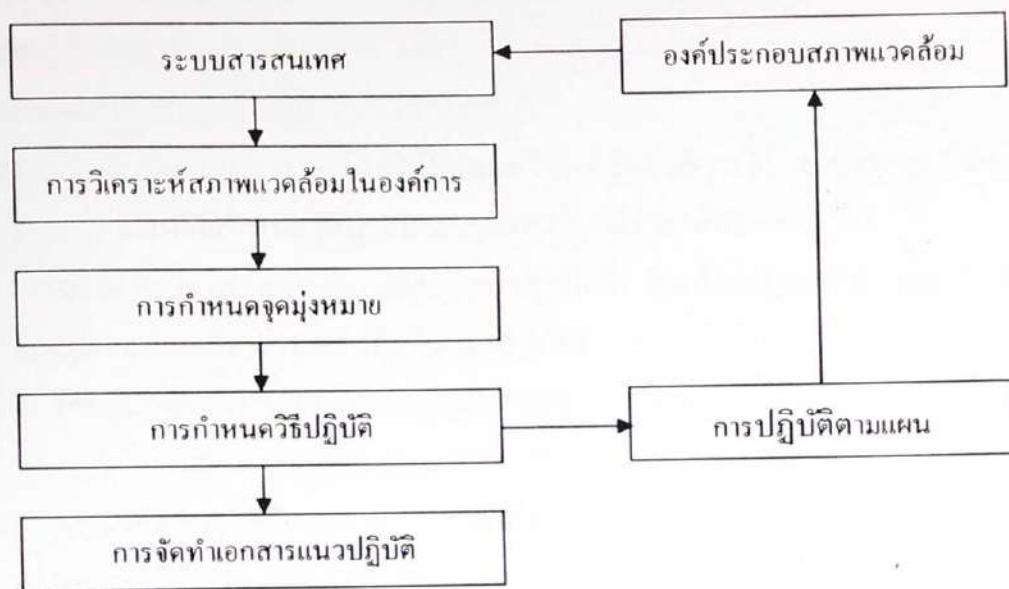 ระบบสารสนเทศ
องค์ประกอบสภาพแวดล้อม
การวิเคราะห์สภาพแวดล้อมในองค์การ
การกำหนดจุดมุ่งหมาย
การกำหนดวิธีปฏิบัติ
การปฏิบัติตามแผน
การจัดทำเอกสารแนวปฏิบัติ